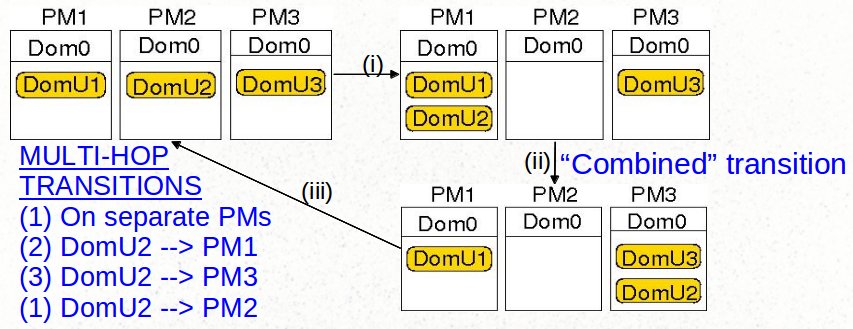 PM1 PM2 PM3
Dom0 Dom0 Dom0
DomU1 DomU2 DomU3
(i)
PM1 PM2 PM3
Dom0 Dom0 Dom0
DomU1 DomU3
DomU2
(ii) “Combined” transition
PM1 PM2 PM3
Dom0 Dom0 Dom0
DomU1 DomU3
DomU2
(iii)
MULTI-HOP
TRANSITIONS
(1) On separate PMs
(2) DomU2 --> PM1
(3) DomU2 --> PM3
(1) DomU2 --> PM2